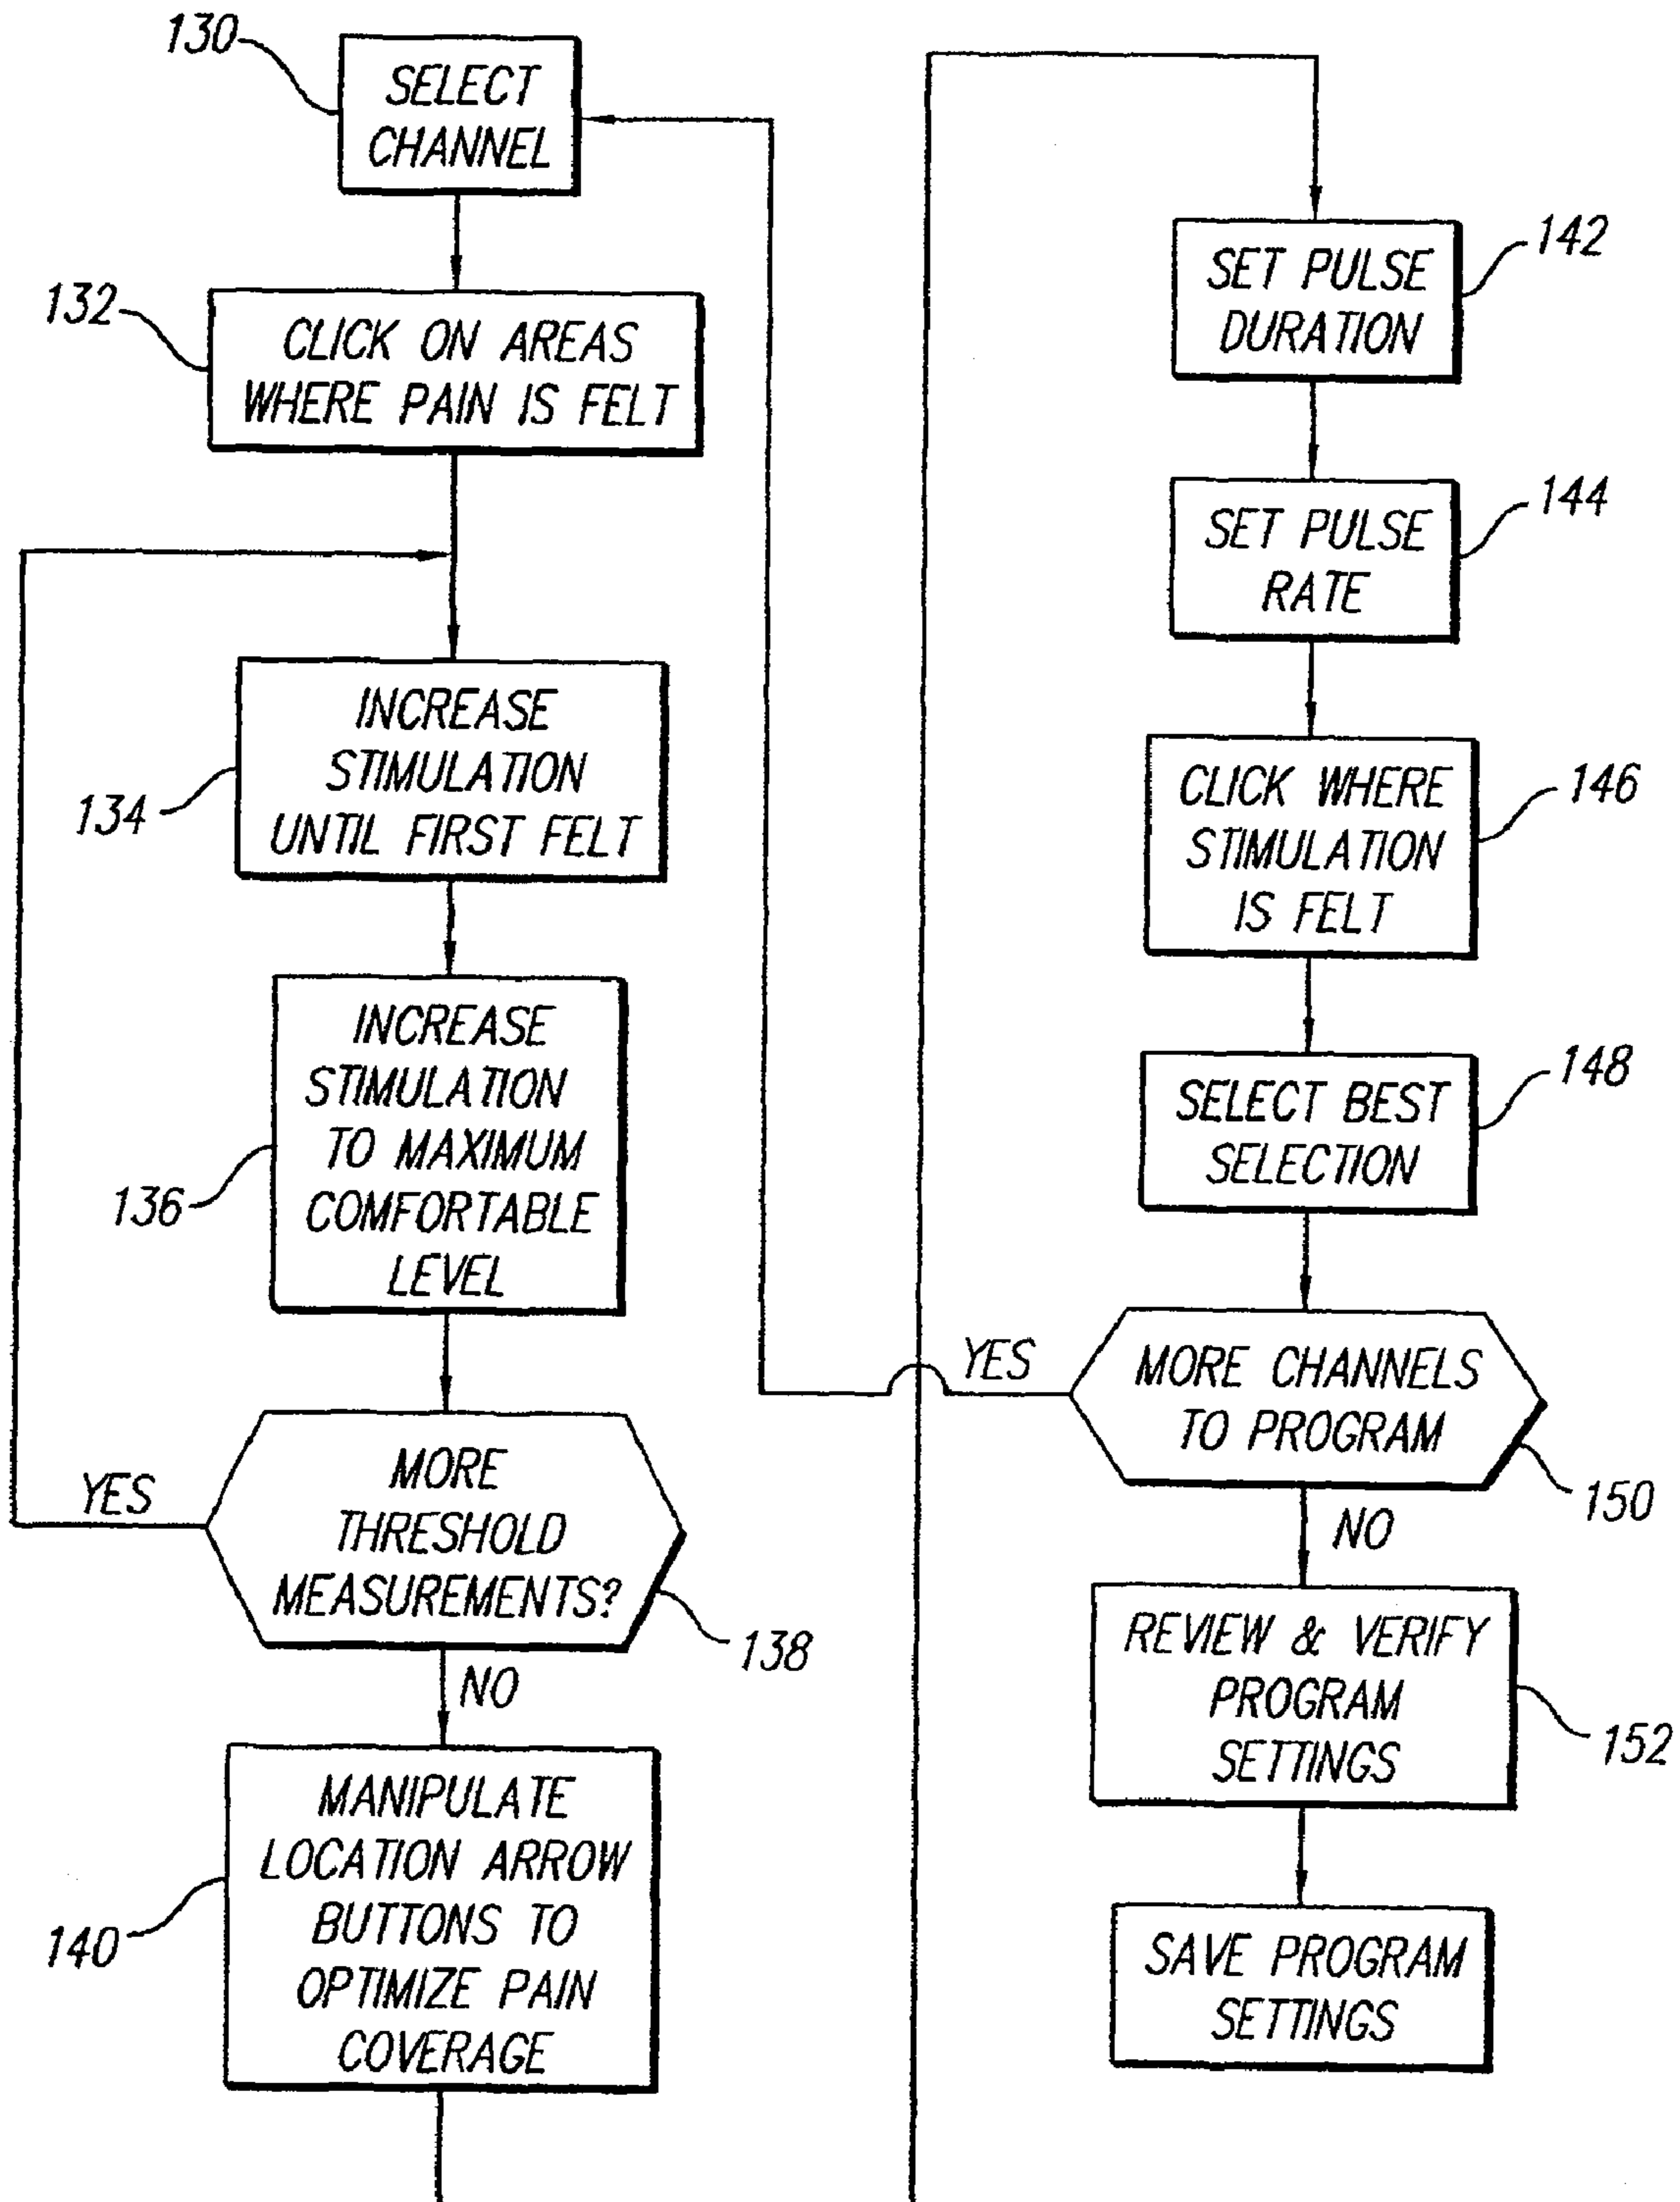 130
SELECT
CHANNEL
132
CLICK ON AREAS
WHERE PAIN IS FELT
INCREASE
STIMULATION
UNTIL FIRST FELT
134
INCREASE
STIMULATION
TO MAXIMUM
COMFORTABLE
LEVEL
136
MORE
THRESHOLD
MEASUREMENTS?
YES
138
NO
MANIPULATE
LOCATION ARROW
BUTTONS TO
OPTIMIZE PAIN
COVERAGE
140
SET PULSE
DURATION
142
SET PULSE
RATE
144
CLICK WHERE
STIMULATION
IS FELT
146
SELECT BEST
SELECTION
148
YES
MORE CHANNELS
TO PROGRAM
150
NO
REVIEW & VERIFY
PROGRAM
SETTINGS
152
SAVE PROGRAM
SETTINGS